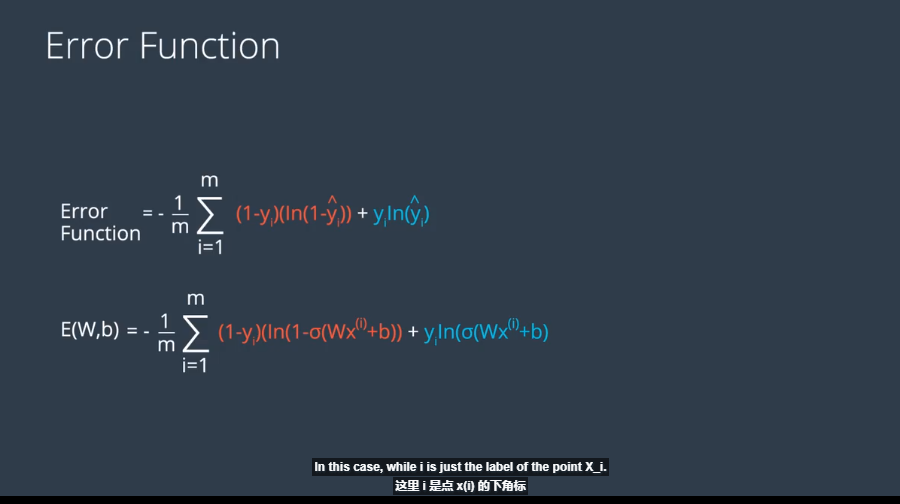 Error Function
Error Function = - 1/m ∑_{i=1}^{m} (1-y_i)(ln(1-ŷ_i)) + y_i ln(ŷ_i)
E(W,b) = - 1/m ∑_{i=1}^{m} (1-y_i)(ln(1-σ(Wx^{(i)}+b)) + y_i ln(σ(Wx^{(i)}+b)
In this case, while i is just the label of the point X_i.
这里 i 是点 x(i) 的下角标